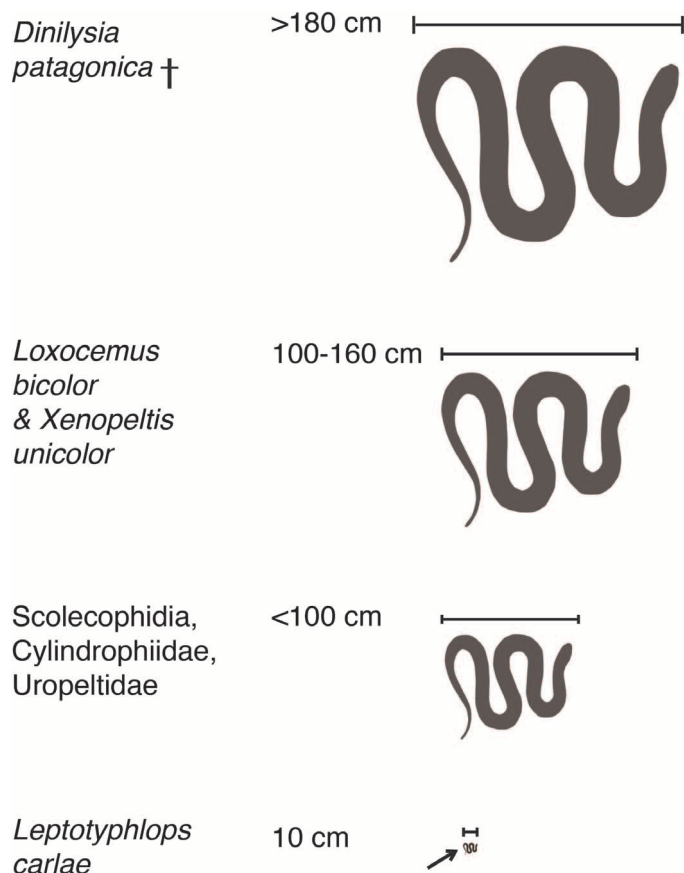 Dinilysia
patagonica †
>180 cm
Loxocemus
bicolor
& Xenopeltis
unicolor
100-160 cm
Scolecophidia,
Cylindrophiidae,
Uropeltidae
<100 cm
Leptotyphlops
carlae
10 cm